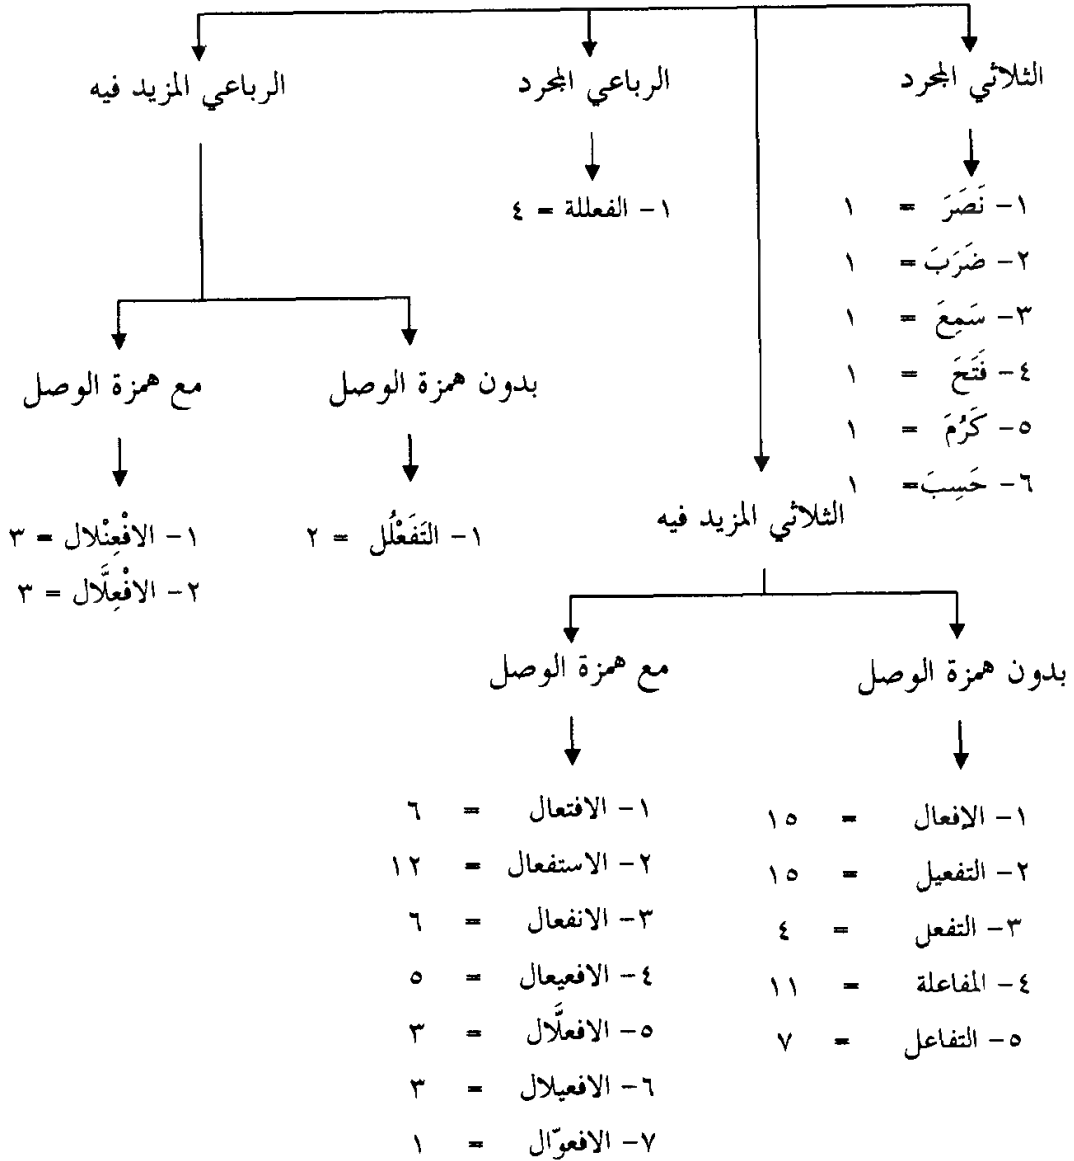 الثلاثي المجرد
١- نَصَرَ = ١
٢- ضَرَبَ = ١
٣- سَمِعَ = ١
٤- فَتَحَ = ١
٥- كَرُمَ = ١
٦- حَسِبَ = ١
الثلاثي المزيد فيه
بدون همزة الوصل
١- الإفعال = ١٥
٢- التفعيل = ١٥
٣- التفعل = ٤
٤- المفاعلة = ١١
٥- التفاعل = ٧
مع همزة الوصل
١- الافتعال = ٦
٢- الاستفعال = ١٢
٣- الانفعال = ٦
٤- الافعيعال = ٥
٥- الافعلَّال = ٣
٦- الافعيلال = ٣
٧- الافعوّال = ١
الرباعي المجرد
١- الفعللة = ٤
الرباعي المزيد فيه
بدون همزة الوصل
١- التَفَعْلُل = ٢
مع همزة الوصل
١- الافْعِنْلال = ٣
٢- الافْعِلَّال = ٣